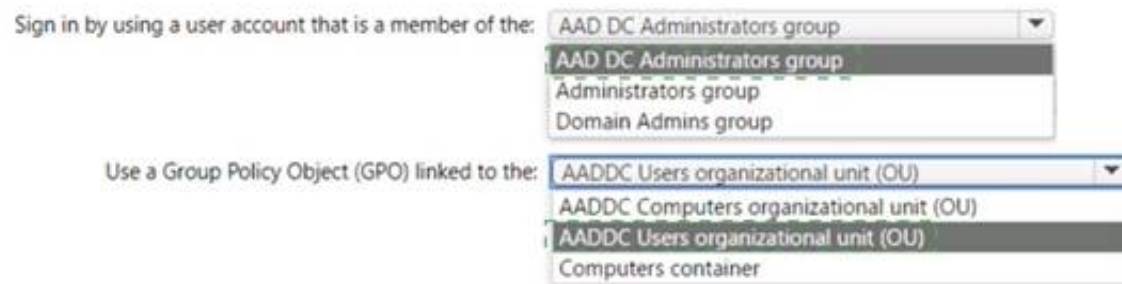 Sign in by using a user account that is a member of the: AAD DC Administrators group
AAD DC Administrators group
Administrators group
Domain Admins group
Use a Group Policy Object (GPO) linked to the: AADDC Users organizational unit (OU)
AADDC Computers organizational unit (OU)
AADDC Users organizational unit (OU)
Computers container